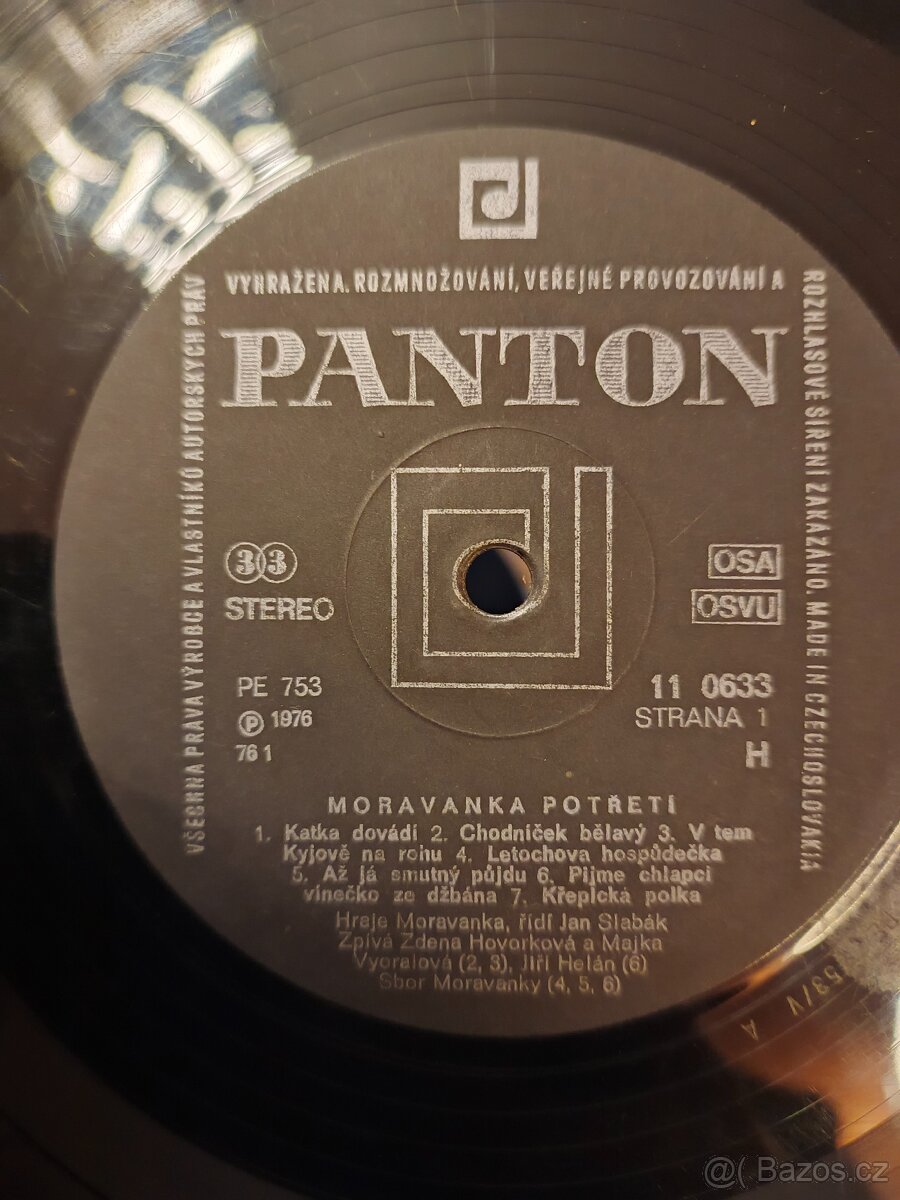 VŠECHNA PRÁVA VÝROBCE A VLASTNÍKŮ AUTORSKÝCH PRÁV
VYHRAŽENA. ROZMNOŽOVÁNÍ, VEŘEJNÉ PROVOZOVÁNÍ A
ROZHLASOVÉ ŠÍŘENÍ ZAKÁZÁNO. MADE IN CZECHOSLOVAKIA
PANTON
33
STEREO
OSA
OSVU
PE 753
℗ 1976
76 1
11 0633
STRANA 1
H
MORAVANKA POTŘETÍ
1. Katka dovádí 2. Chodníček bělavý 3. V tem
Kyjově na rohu 4. Letochova hospůdečka
5. Až já smutný půjdu 6. Pijme chlapci
vínečko ze džbána 7. Křepická polka
Hraje Moravanka, řídí Jan Slabák
Zpívá Zdena Hovorková a Majka
Vyoralová (2, 3), Jiří Helán (6)
Sbor Moravanky (4, 5, 6)
53/V A
@( Bazos.cz